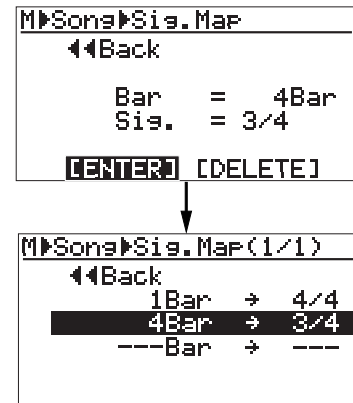 M▶Song▶Sig.Map
◀◀Back
Bar = 4Bar
Sig. = 3/4
[ENTER] [DELETE]
M▶Song▶Sig.Map(1/1)
◀◀Back
1Bar → 4/4
4Bar → 3/4
---Bar → ---